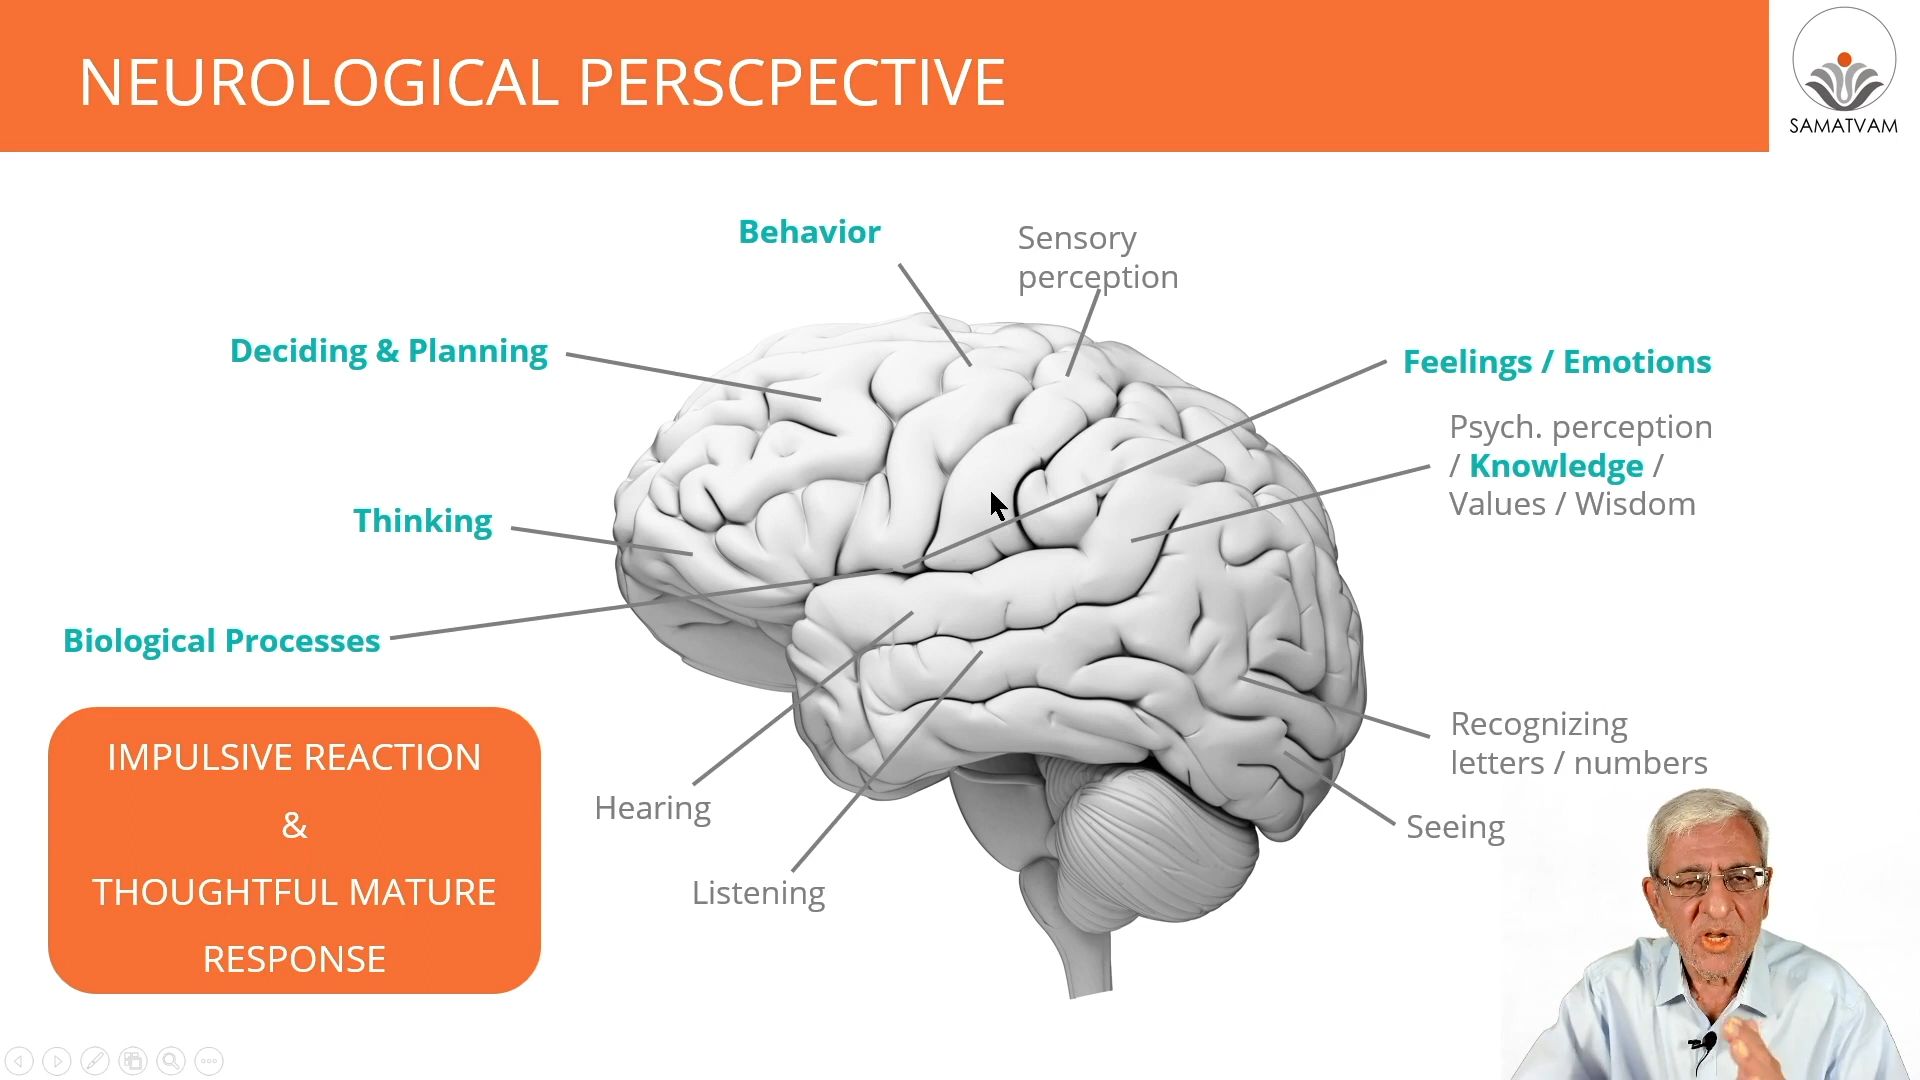 NEUROLOGICAL PERSCPECTIVE
SAMATVAM
Behavior
Sensory
perception
Deciding & Planning
Feelings / Emotions
Psych. perception
/ Knowledge /
Values / Wisdom
Thinking
Biological Processes
IMPULSIVE REACTION
&
THOUGHTFUL MATURE
RESPONSE
Hearing
Listening
Recognizing
letters / numbers
Seeing